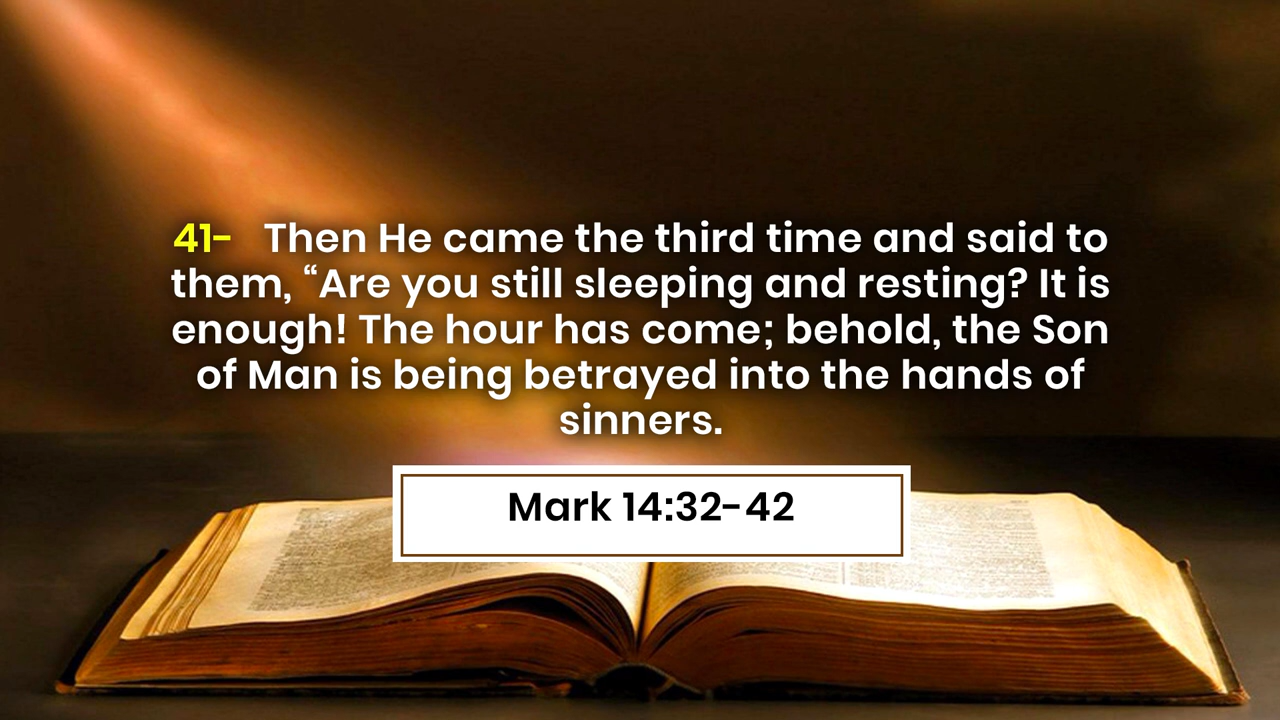 41- Then He came the third time and said to
them, “Are you still sleeping and resting? It is
enough! The hour has come; behold, the Son
of Man is being betrayed into the hands of
sinners.
Mark 14:32-42